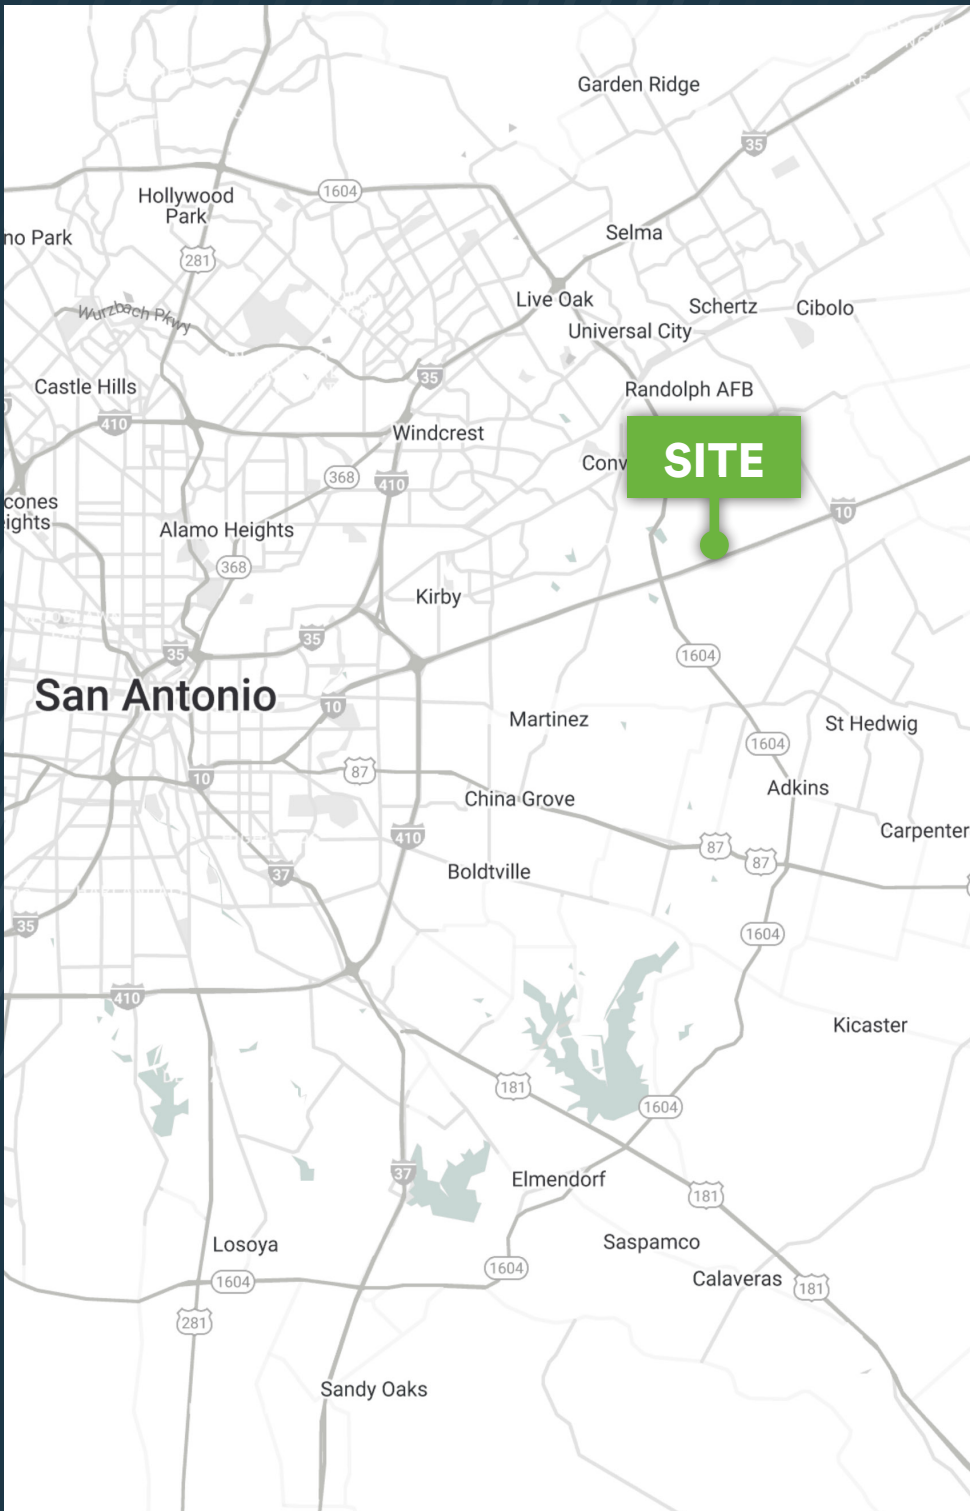 Garden Ridge
35
Hollywood
Park
1604
no Park
Selma
281
Live Oak
Schertz
Cibolo
Wurzbach Pkwy
Universal City
35
Castle Hills
Randolph AFB
410
Windcrest
SITE
Conv
368
410
cones
eights
10
Alamo Heights
368
Kirby
35
35
1604
San Antonio
10
Martinez
St Hedwig
1604
10
87
Adkins
China Grove
410
87
87
Carpenter
37
Boldtville
35
1604
410
Kicaster
181
1604
37
Elmendorf
181
Losoya
Saspamco
1604
1604
Calaveras
181
281
Sandy Oaks